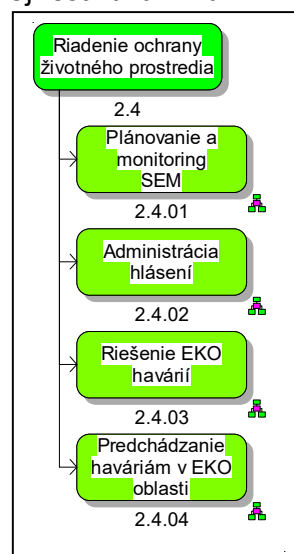 Riadenie ochrany
životného prostredia
2.4
Plánovanie a
monitoring
SEM
2.4.01
Administrácia
hlásení
2.4.02
Riešenie EKO
havárií
2.4.03
Predchádzanie
haváriám v EKO
oblasti
2.4.04